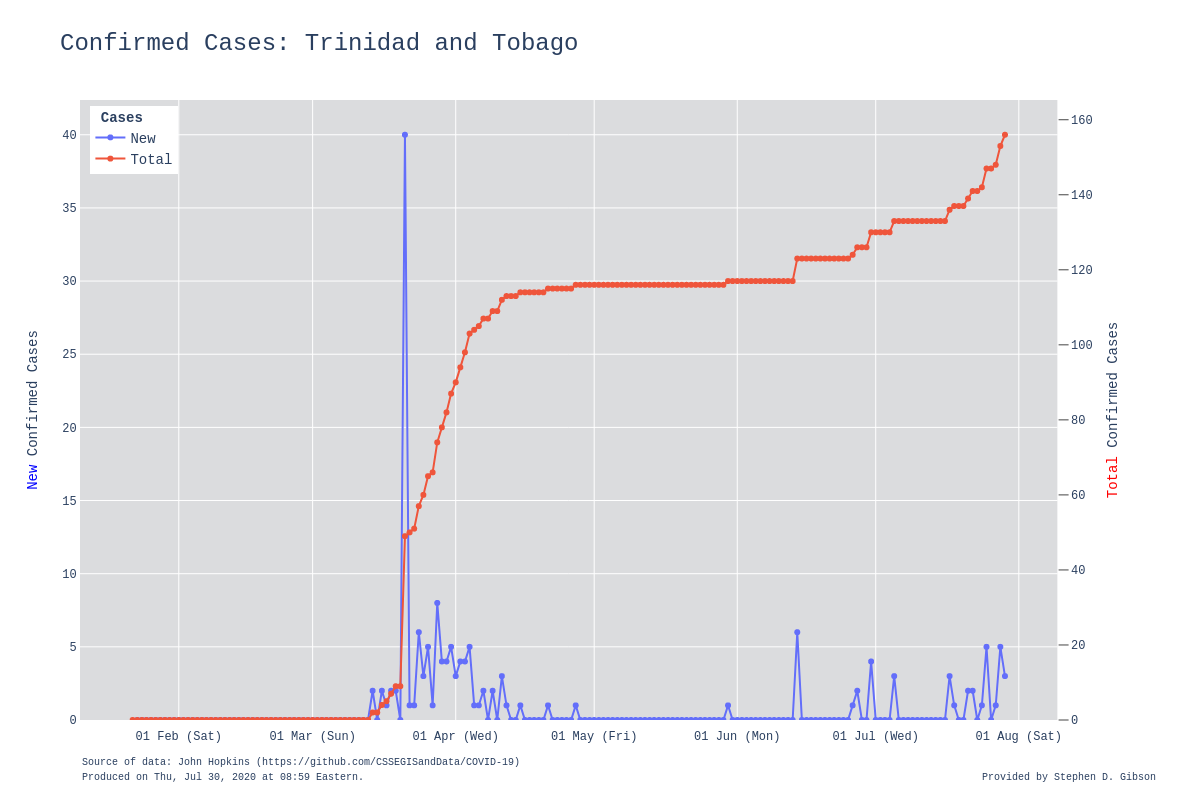 Confirmed Cases: Trinidad and Tobago
Cases
New
Total
40
35
30
25
20
15
10
5
0
160
140
120
100
80
60
40
20
0
New Confirmed Cases
Total Confirmed Cases
01 Feb (Sat)
01 Mar (Sun)
01 Apr (Wed)
01 May (Fri)
01 Jun (Mon)
01 Jul (Wed)
01 Aug (Sat)
Source of data: John Hopkins (https://github.com/CSSEGISandData/COVID-19)
Produced on Thu, Jul 30, 2020 at 08:59 Eastern.
Provided by Stephen D. Gibson